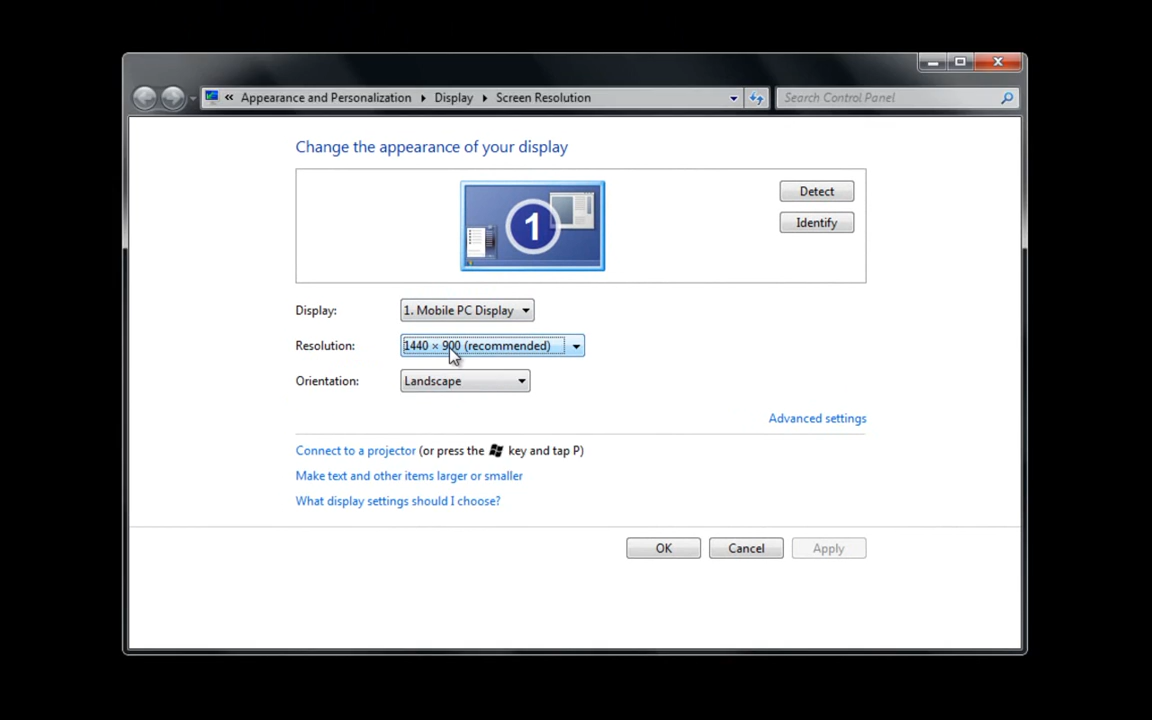 « Appearance and Personalization Display Screen Resolution
Search Control Panel
Change the appearance of your display
1
Detect
Identify
Display: 1. Mobile PC Display
Resolution: 1440 × 900 (recommended)
Orientation: Landscape
Advanced settings
Connect to a projector (or press the key and tap P)
Make text and other items larger or smaller
What display settings should I choose?
OK Cancel Apply